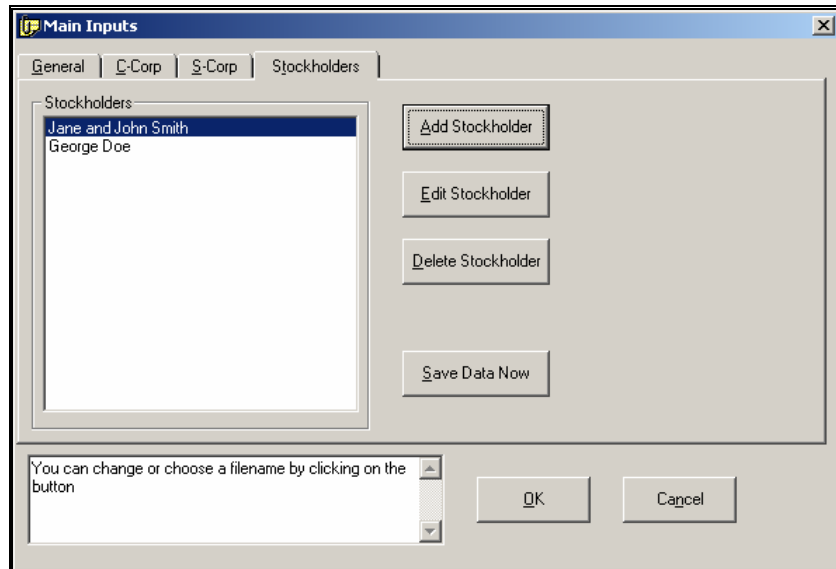 Main Inputs
General C-Corp S-Corp Stockholders
Stockholders
Jane and John Smith
George Doe
Add Stockholder
Edit Stockholder
Delete Stockholder
Save Data Now
You can change or choose a filename by clicking on the
button
OK
Cancel